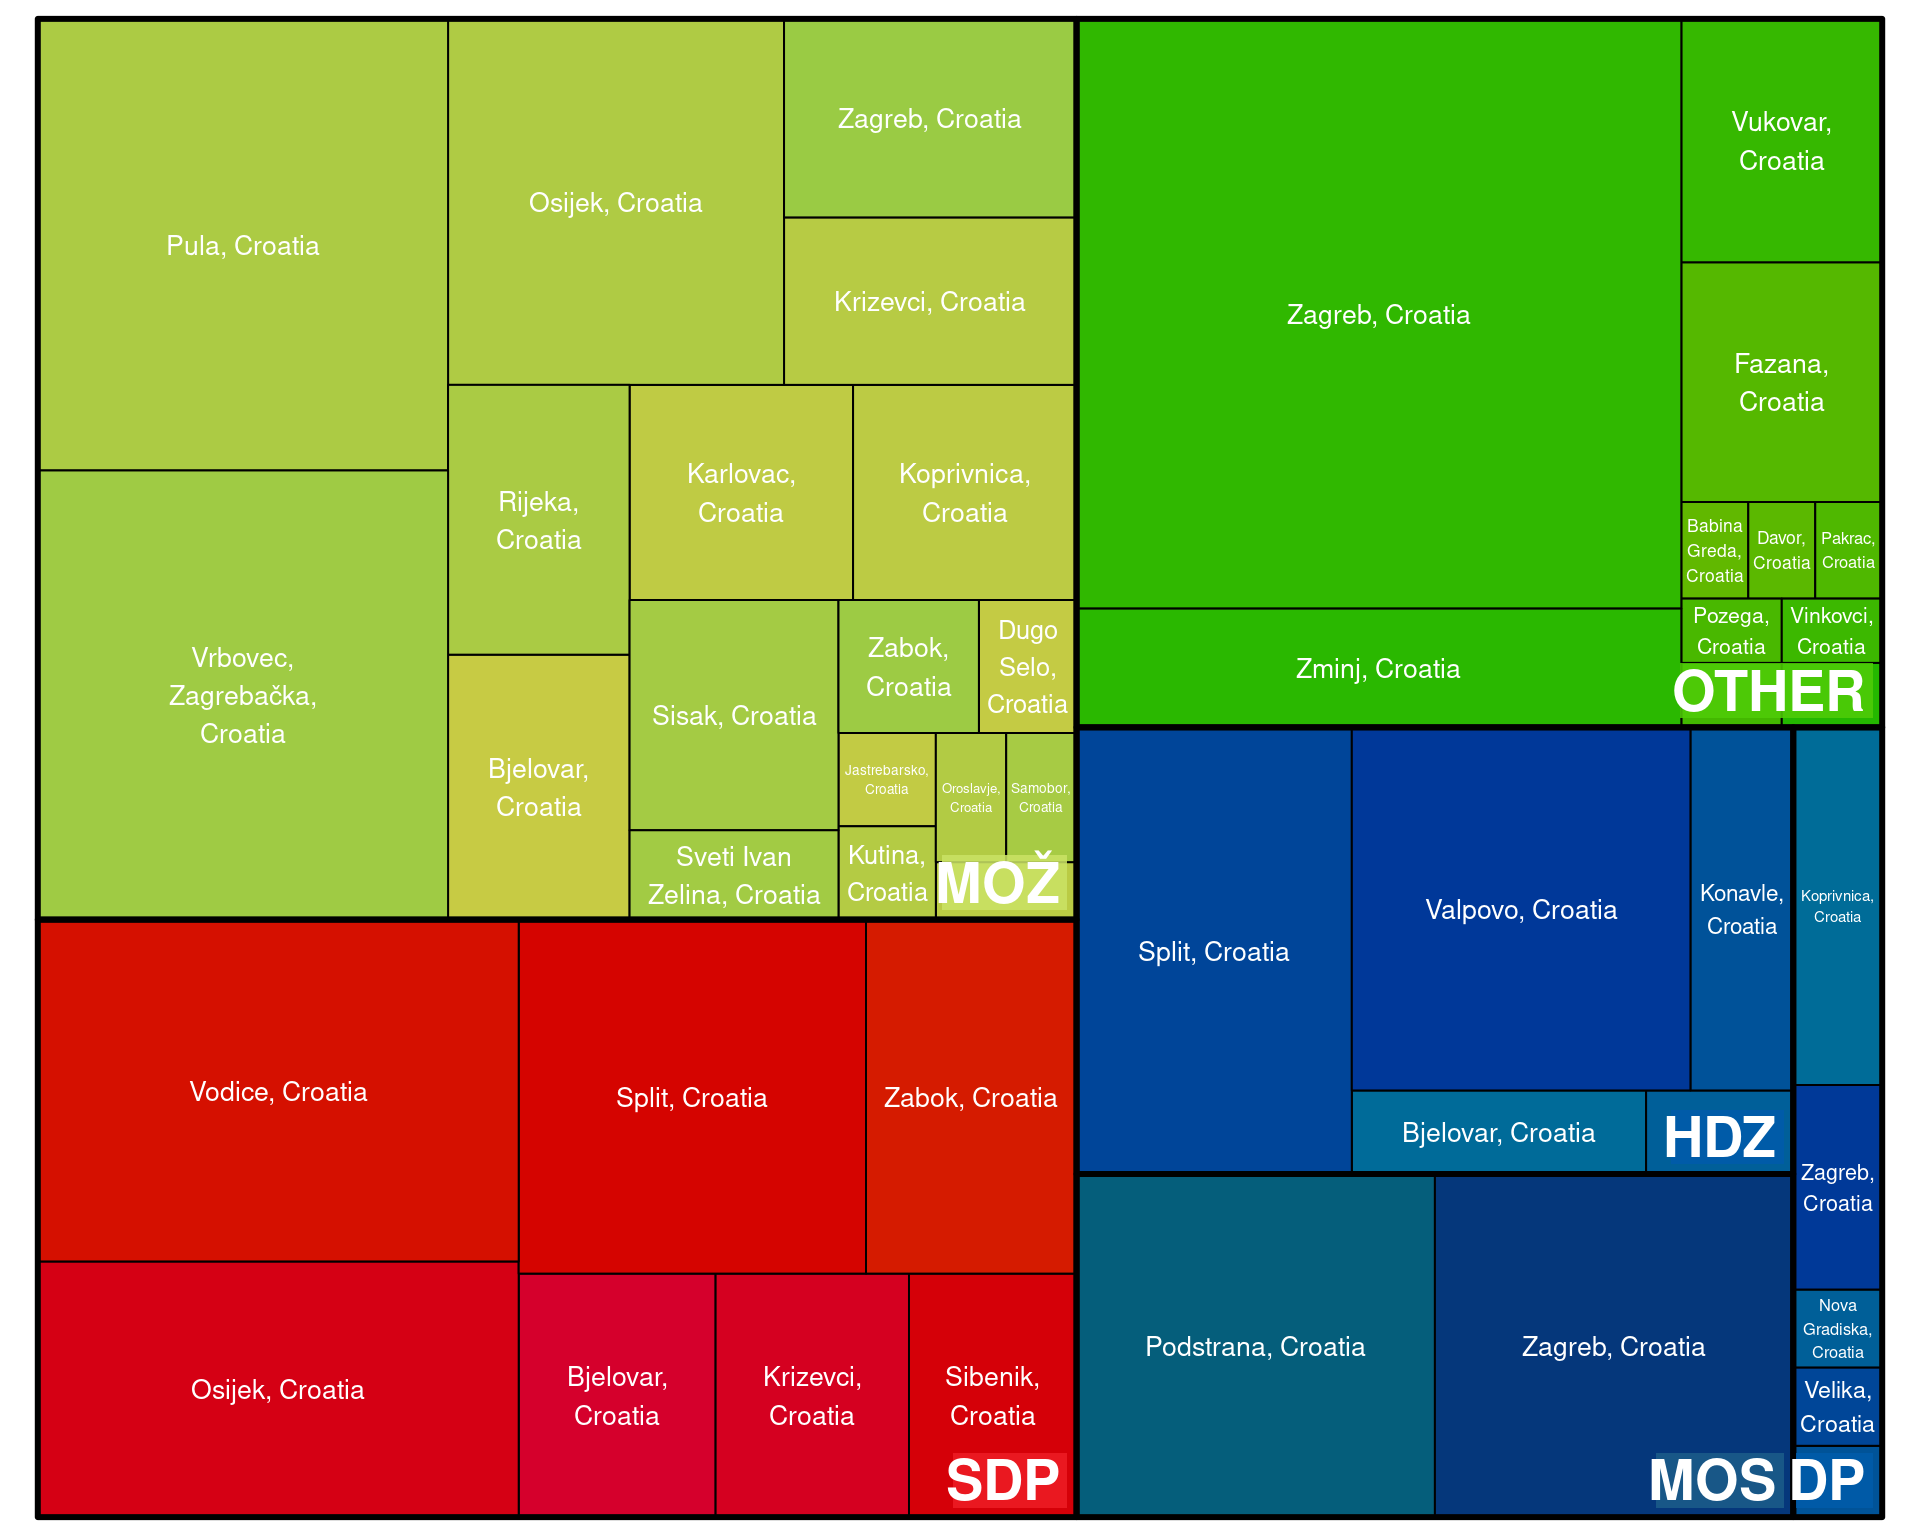 Pula, Croatia
Osijek, Croatia
Zagreb, Croatia
Krizevci, Croatia
Vrbovec,
Zagrebačka,
Croatia
Rijeka,
Croatia
Karlovac,
Croatia
Koprivnica,
Croatia
Bjelovar,
Croatia
Sisak, Croatia
Zabok,
Croatia
Dugo
Selo,
Croatia
Jastrebarsko,
Croatia
Oroslavje,
Croatia
Samobor,
Croatia
Sveti Ivan
Zelina, Croatia
Kutina,
Croatia
MOŽ
Zagreb, Croatia
Vukovar,
Croatia
Fazana,
Croatia
Babina
Greda,
Croatia
Davor,
Croatia
Pakrac,
Croatia
Pozega,
Croatia
Vinkovci,
Croatia
Zminj, Croatia
OTHER
Vodice, Croatia
Split, Croatia
Zabok, Croatia
Osijek, Croatia
Bjelovar,
Croatia
Krizevci,
Croatia
Sibenik,
Croatia
SDP
Split, Croatia
Valpovo, Croatia
Konavle,
Croatia
Bjelovar, Croatia
HDZ
Podstrana, Croatia
Zagreb, Croatia
MOS
Koprivnica,
Croatia
Zagreb,
Croatia
Nova
Gradiska,
Croatia
Velika,
Croatia
DP